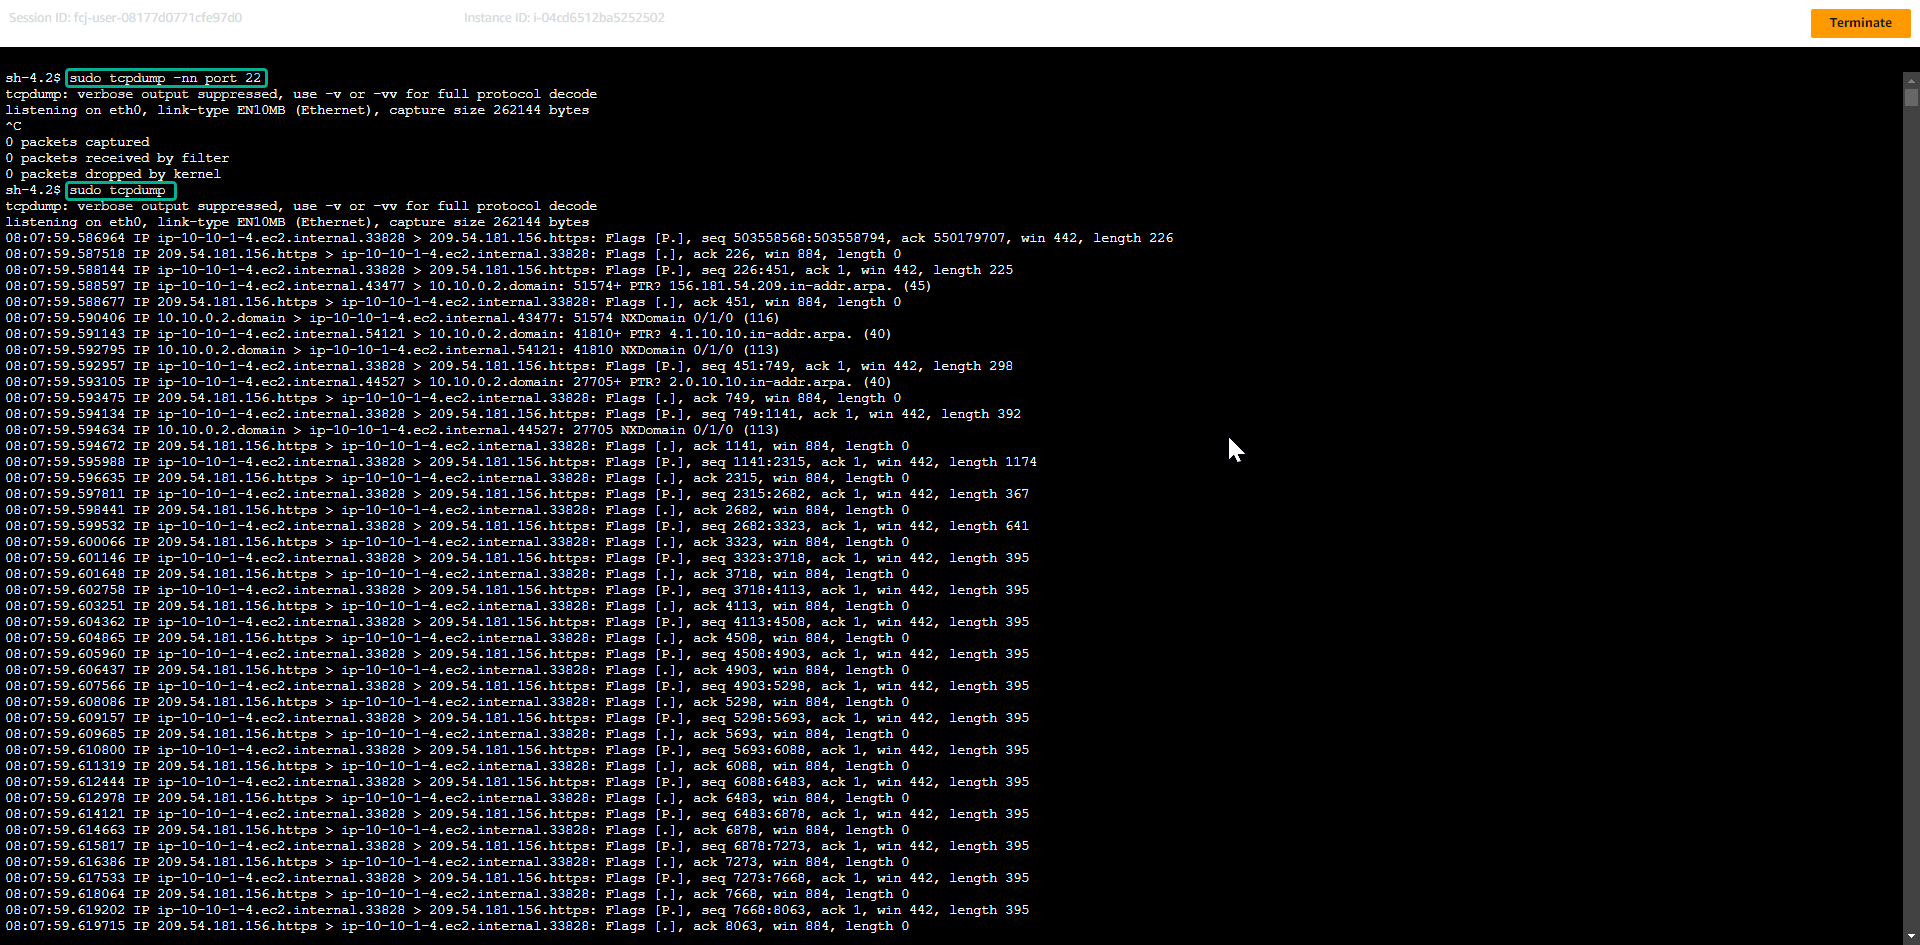 Session ID: fcj-user-08177d0771cfe97d0
Instance ID: i-04cd6512ba5252502
Terminate
sh-4.2$ sudo tcpdump -nn port 22
tcpdump: verbose output suppressed, use -v or -vv for full protocol decode
listening on eth0, link-type EN10MB (Ethernet), capture size 262144 bytes
^C
0 packets captured
0 packets received by filter
0 packets dropped by kernel
sh-4.2$ sudo tcpdump
tcpdump: verbose output suppressed, use -v or -vv for full protocol decode
listening on eth0, link-type EN10MB (Ethernet), capture size 262144 bytes
08:07:59.586964 IP ip-10-10-1-4.ec2.internal.33828 > 209.54.181.156.https: Flags [P.], seq 503558568:503558794, ack 550179707, win 442, length 226
08:07:59.587518 IP 209.54.181.156.https > ip-10-10-1-4.ec2.internal.33828: Flags [.], ack 226, win 884, length 0
08:07:59.588144 IP ip-10-10-1-4.ec2.internal.33828 > 209.54.181.156.https: Flags [P.], seq 226:451, ack 1, win 442, length 225
08:07:59.588597 IP ip-10-10-1-4.ec2.internal.43477 > 10.10.0.2.domain: 51574+ PTR? 156.181.54.209.in-addr.arpa. (45)
08:07:59.588677 IP 209.54.181.156.https > ip-10-10-1-4.ec2.internal.33828: Flags [.], ack 451, win 884, length 0
08:07:59.590406 IP 10.10.0.2.domain > ip-10-10-1-4.ec2.internal.43477: 51574 NXDomain 0/1/0 (116)
08:07:59.591143 IP ip-10-10-1-4.ec2.internal.54121 > 10.10.0.2.domain: 41810+ PTR? 4.1.10.10.in-addr.arpa. (40)
08:07:59.592795 IP 10.10.0.2.domain > ip-10-10-1-4.ec2.internal.54121: 41810 NXDomain 0/1/0 (113)
08:07:59.592957 IP ip-10-10-1-4.ec2.internal.33828 > 209.54.181.156.https: Flags [P.], seq 451:749, ack 1, win 442, length 298
08:07:59.593105 IP ip-10-10-1-4.ec2.internal.44527 > 10.10.0.2.domain: 27705+ PTR? 2.0.10.10.in-addr.arpa. (40)
08:07:59.593475 IP 209.54.181.156.https > ip-10-10-1-4.ec2.internal.33828: Flags [.], ack 749, win 884, length 0
08:07:59.594134 IP ip-10-10-1-4.ec2.internal.33828 > 209.54.181.156.https: Flags [P.], seq 749:1141, ack 1, win 442, length 392
08:07:59.594634 IP 10.10.0.2.domain > ip-10-10-1-4.ec2.internal.44527: 27705 NXDomain 0/1/0 (113)
08:07:59.594672 IP 209.54.181.156.https > ip-10-10-1-4.ec2.internal.33828: Flags [.], ack 1141, win 884, length 0
08:07:59.595988 IP ip-10-10-1-4.ec2.internal.33828 > 209.54.181.156.https: Flags [P.], seq 1141:2315, ack 1, win 442, length 1174
08:07:59.596635 IP 209.54.181.156.https > ip-10-10-1-4.ec2.internal.33828: Flags [.], ack 2315, win 884, length 0
08:07:59.597811 IP ip-10-10-1-4.ec2.internal.33828 > 209.54.181.156.https: Flags [P.], seq 2315:2682, ack 1, win 442, length 367
08:07:59.598441 IP 209.54.181.156.https > ip-10-10-1-4.ec2.internal.33828: Flags [.], ack 2682, win 884, length 0
08:07:59.599532 IP ip-10-10-1-4.ec2.internal.33828 > 209.54.181.156.https: Flags [P.], seq 2682:3323, ack 1, win 442, length 641
08:07:59.600066 IP 209.54.181.156.https > ip-10-10-1-4.ec2.internal.33828: Flags [.], ack 3323, win 884, length 0
08:07:59.601146 IP ip-10-10-1-4.ec2.internal.33828 > 209.54.181.156.https: Flags [P.], seq 3323:3718, ack 1, win 442, length 395
08:07:59.601648 IP 209.54.181.156.https > ip-10-10-1-4.ec2.internal.33828: Flags [.], ack 3718, win 884, length 0
08:07:59.602758 IP ip-10-10-1-4.ec2.internal.33828 > 209.54.181.156.https: Flags [P.], seq 3718:4113, ack 1, win 442, length 395
08:07:59.603251 IP 209.54.181.156.https > ip-10-10-1-4.ec2.internal.33828: Flags [.], ack 4113, win 884, length 0
08:07:59.604362 IP ip-10-10-1-4.ec2.internal.33828 > 209.54.181.156.https: Flags [P.], seq 4113:4508, ack 1, win 442, length 395
08:07:59.604865 IP 209.54.181.156.https > ip-10-10-1-4.ec2.internal.33828: Flags [.], ack 4508, win 884, length 0
08:07:59.605960 IP ip-10-10-1-4.ec2.internal.33828 > 209.54.181.156.https: Flags [P.], seq 4508:4903, ack 1, win 442, length 395
08:07:59.606437 IP 209.54.181.156.https > ip-10-10-1-4.ec2.internal.33828: Flags [.], ack 4903, win 884, length 0
08:07:59.607566 IP ip-10-10-1-4.ec2.internal.33828 > 209.54.181.156.https: Flags [P.], seq 4903:5298, ack 1, win 442, length 395
08:07:59.608086 IP 209.54.181.156.https > ip-10-10-1-4.ec2.internal.33828: Flags [.], ack 5298, win 884, length 0
08:07:59.609157 IP ip-10-10-1-4.ec2.internal.33828 > 209.54.181.156.https: Flags [P.], seq 5298:5693, ack 1, win 442, length 395
08:07:59.609685 IP 209.54.181.156.https > ip-10-10-1-4.ec2.internal.33828: Flags [.], ack 5693, win 884, length 0
08:07:59.610800 IP ip-10-10-1-4.ec2.internal.33828 > 209.54.181.156.https: Flags [P.], seq 5693:6088, ack 1, win 442, length 395
08:07:59.611319 IP 209.54.181.156.https > ip-10-10-1-4.ec2.internal.33828: Flags [.], ack 6088, win 884, length 0
08:07:59.612444 IP ip-10-10-1-4.ec2.internal.33828 > 209.54.181.156.https: Flags [P.], seq 6088:6483, ack 1, win 442, length 395
08:07:59.612978 IP 209.54.181.156.https > ip-10-10-1-4.ec2.internal.33828: Flags [.], ack 6483, win 884, length 0
08:07:59.614121 IP ip-10-10-1-4.ec2.internal.33828 > 209.54.181.156.https: Flags [P.], seq 6483:6878, ack 1, win 442, length 395
08:07:59.614663 IP 209.54.181.156.https > ip-10-10-1-4.ec2.internal.33828: Flags [.], ack 6878, win 884, length 0
08:07:59.615817 IP ip-10-10-1-4.ec2.internal.33828 > 209.54.181.156.https: Flags [P.], seq 6878:7273, ack 1, win 442, length 395
08:07:59.616386 IP 209.54.181.156.https > ip-10-10-1-4.ec2.internal.33828: Flags [.], ack 7273, win 884, length 0
08:07:59.617533 IP ip-10-10-1-4.ec2.internal.33828 > 209.54.181.156.https: Flags [P.], seq 7273:7668, ack 1, win 442, length 395
08:07:59.618064 IP 209.54.181.156.https > ip-10-10-1-4.ec2.internal.33828: Flags [.], ack 7668, win 884, length 0
08:07:59.619202 IP ip-10-10-1-4.ec2.internal.33828 > 209.54.181.156.https: Flags [P.], seq 7668:8063, ack 1, win 442, length 395
08:07:59.619715 IP 209.54.181.156.https > ip-10-10-1-4.ec2.internal.33828: Flags [.], ack 8063, win 884, length 0